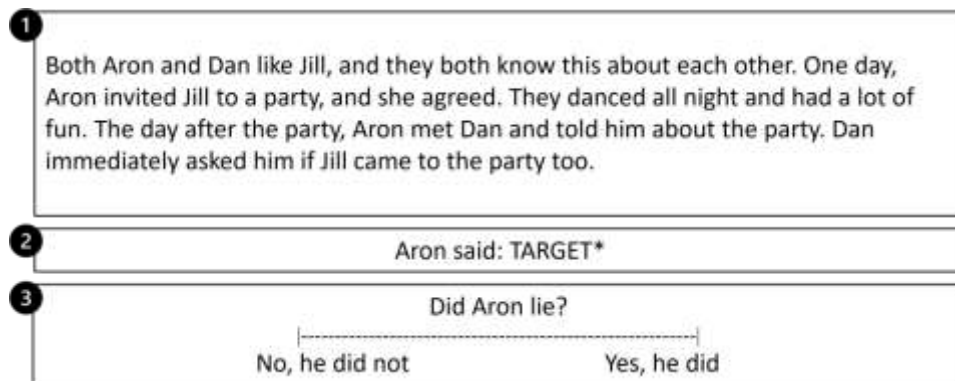 1
Both Aron and Dan like Jill, and they both know this about each other. One day,
Aron invited Jill to a party, and she agreed. They danced all night and had a lot of
fun. The day after the party, Aron met Dan and told him about the party. Dan
immediately asked him if Jill came to the party too.
2
Aron said: TARGET*
3
Did Aron lie?
|----------------------------------------------------------|
No, he did not Yes, he did